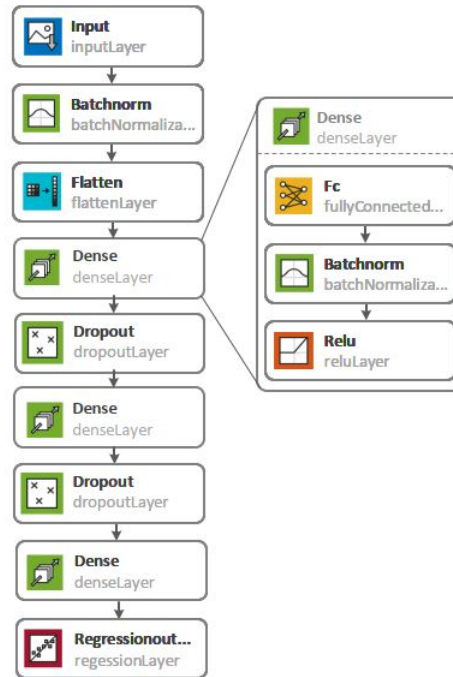 Input
inputLayer
Batchnorm
batchNormaliza...
Flatten
flattenLayer
Dense
denseLayer
Dropout
dropoutLayer
Dense
denseLayer
Dropout
dropoutLayer
Dense
denseLayer
Regressionout...
regessionLayer
Dense
denseLayer
Fc
fullyConnected...
Batchnorm
batchNormaliza...
Relu
reluLayer